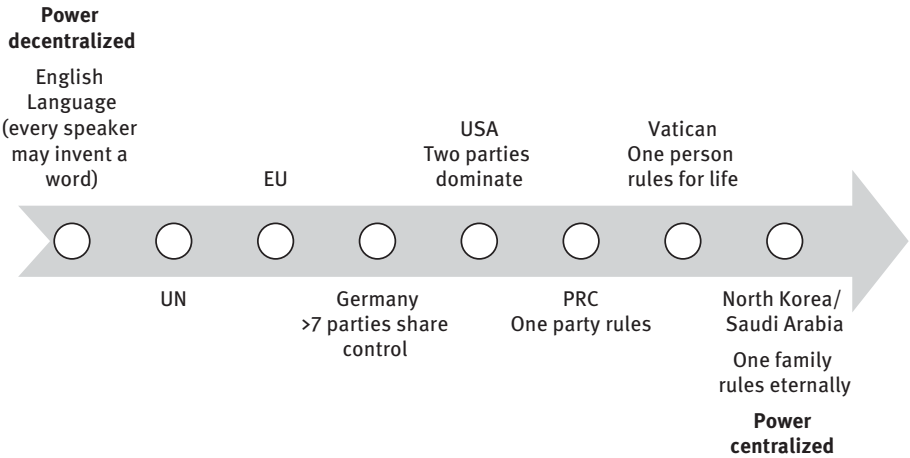 Power
decentralized
English
Language
(every speaker
may invent a
word)
UN
EU
Germany
>7 parties share
control
USA
Two parties
dominate
PRC
One party rules
Vatican
One person
rules for life
North Korea/
Saudi Arabia
One family
rules eternally
Power
centralized